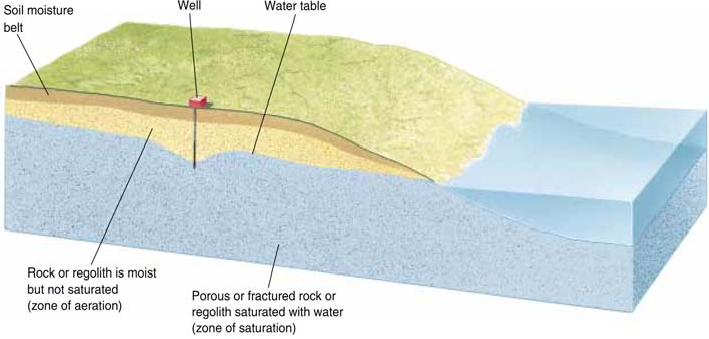 Soil moisture
belt
Well
Water table
Rock or regolith is moist
but not saturated
(zone of aeration)
Porous or fractured rock or
regolith saturated with water
(zone of saturation)